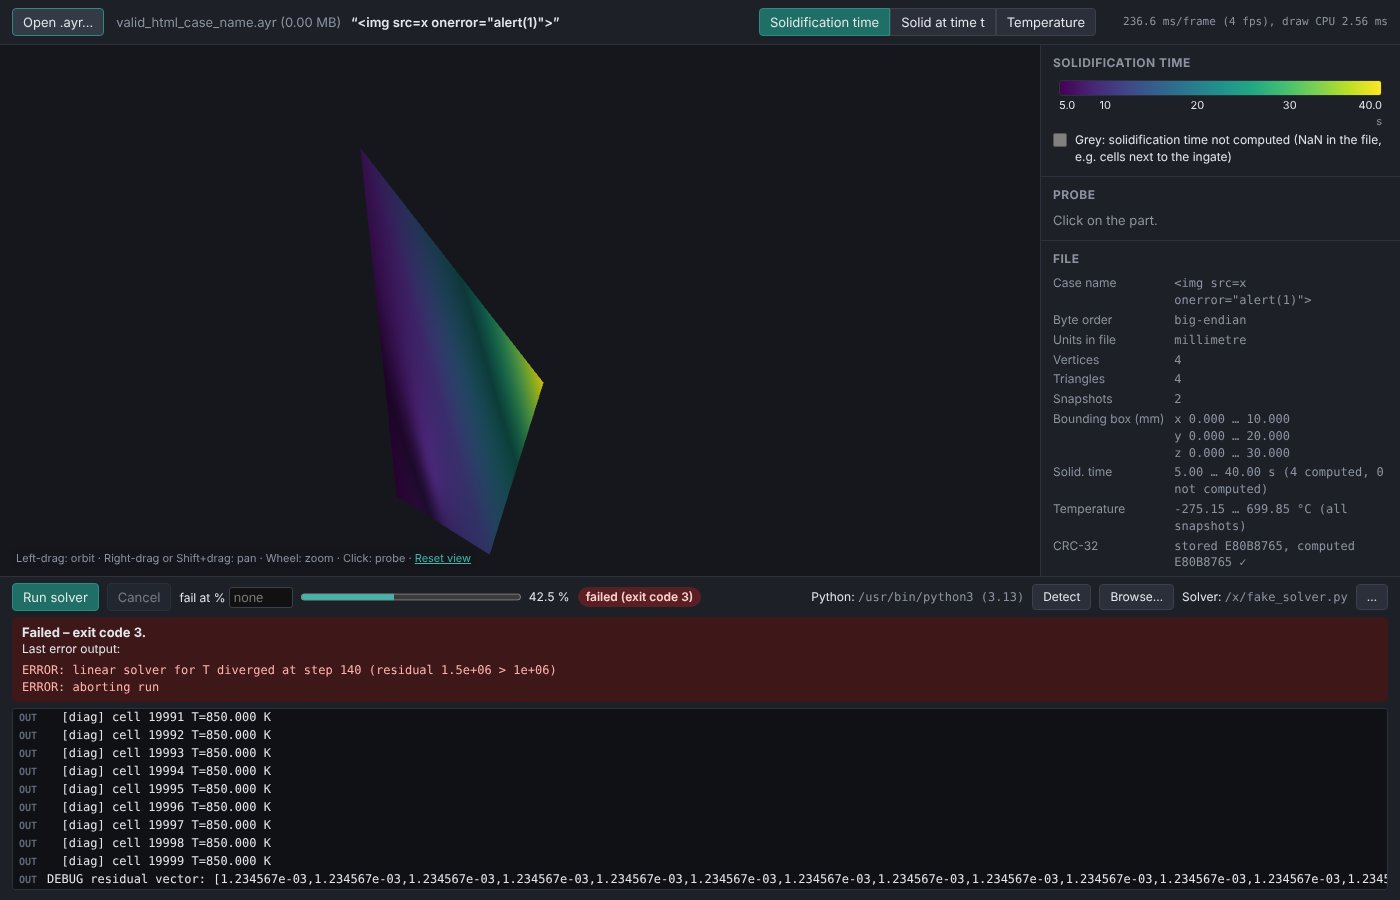 Open .ayr... valid_html_case_name.ayr (0.00 MB) “<img src=x onerror="alert(1)">” Solidification time Solid at time t Temperature 236.6 ms/frame (4 fps), draw CPU 2.56 ms
SOLIDIFICATION TIME
5.0 10 20 30 40.0
s
Grey: solidification time not computed (NaN in the file,
e.g. cells next to the ingate)
PROBE
Click on the part.
FILE
Case name <img src=x
onerror="alert(1)">
Byte order big-endian
Units in file millimetre
Vertices 4
Triangles 4
Snapshots 2
Bounding box (mm) x 0.000 … 10.000
y 0.000 … 20.000
z 0.000 … 30.000
Solid. time 5.00 … 40.00 s (4 computed, 0
not computed)
Temperature -275.15 … 699.85 °C (all
snapshots)
CRC-32 stored E80B8765, computed
E80B8765 ✓
Left-drag: orbit · Right-drag or Shift+drag: pan · Wheel: zoom · Click: probe · Reset view
Run solver Cancel fail at % none 42.5 % failed (exit code 3) Python: /usr/bin/python3 (3.13) Detect Browse... Solver: /x/fake_solver.py ...
Failed – exit code 3.
Last error output:
ERROR: linear solver for T diverged at step 140 (residual 1.5e+06 > 1e+06)
ERROR: aborting run
OUT [diag] cell 19991 T=850.000 K
OUT [diag] cell 19992 T=850.000 K
OUT [diag] cell 19993 T=850.000 K
OUT [diag] cell 19994 T=850.000 K
OUT [diag] cell 19995 T=850.000 K
OUT [diag] cell 19996 T=850.000 K
OUT [diag] cell 19997 T=850.000 K
OUT [diag] cell 19998 T=850.000 K
OUT [diag] cell 19999 T=850.000 K
OUT DEBUG residual vector: [1.234567e-03,1.234567e-03,1.234567e-03,1.234567e-03,1.234567e-03,1.234567e-03,1.234567e-03,1.234567e-03,1.234567e-03,1.234567e-03,1.234567e-03,1.234567e-03,1.2345